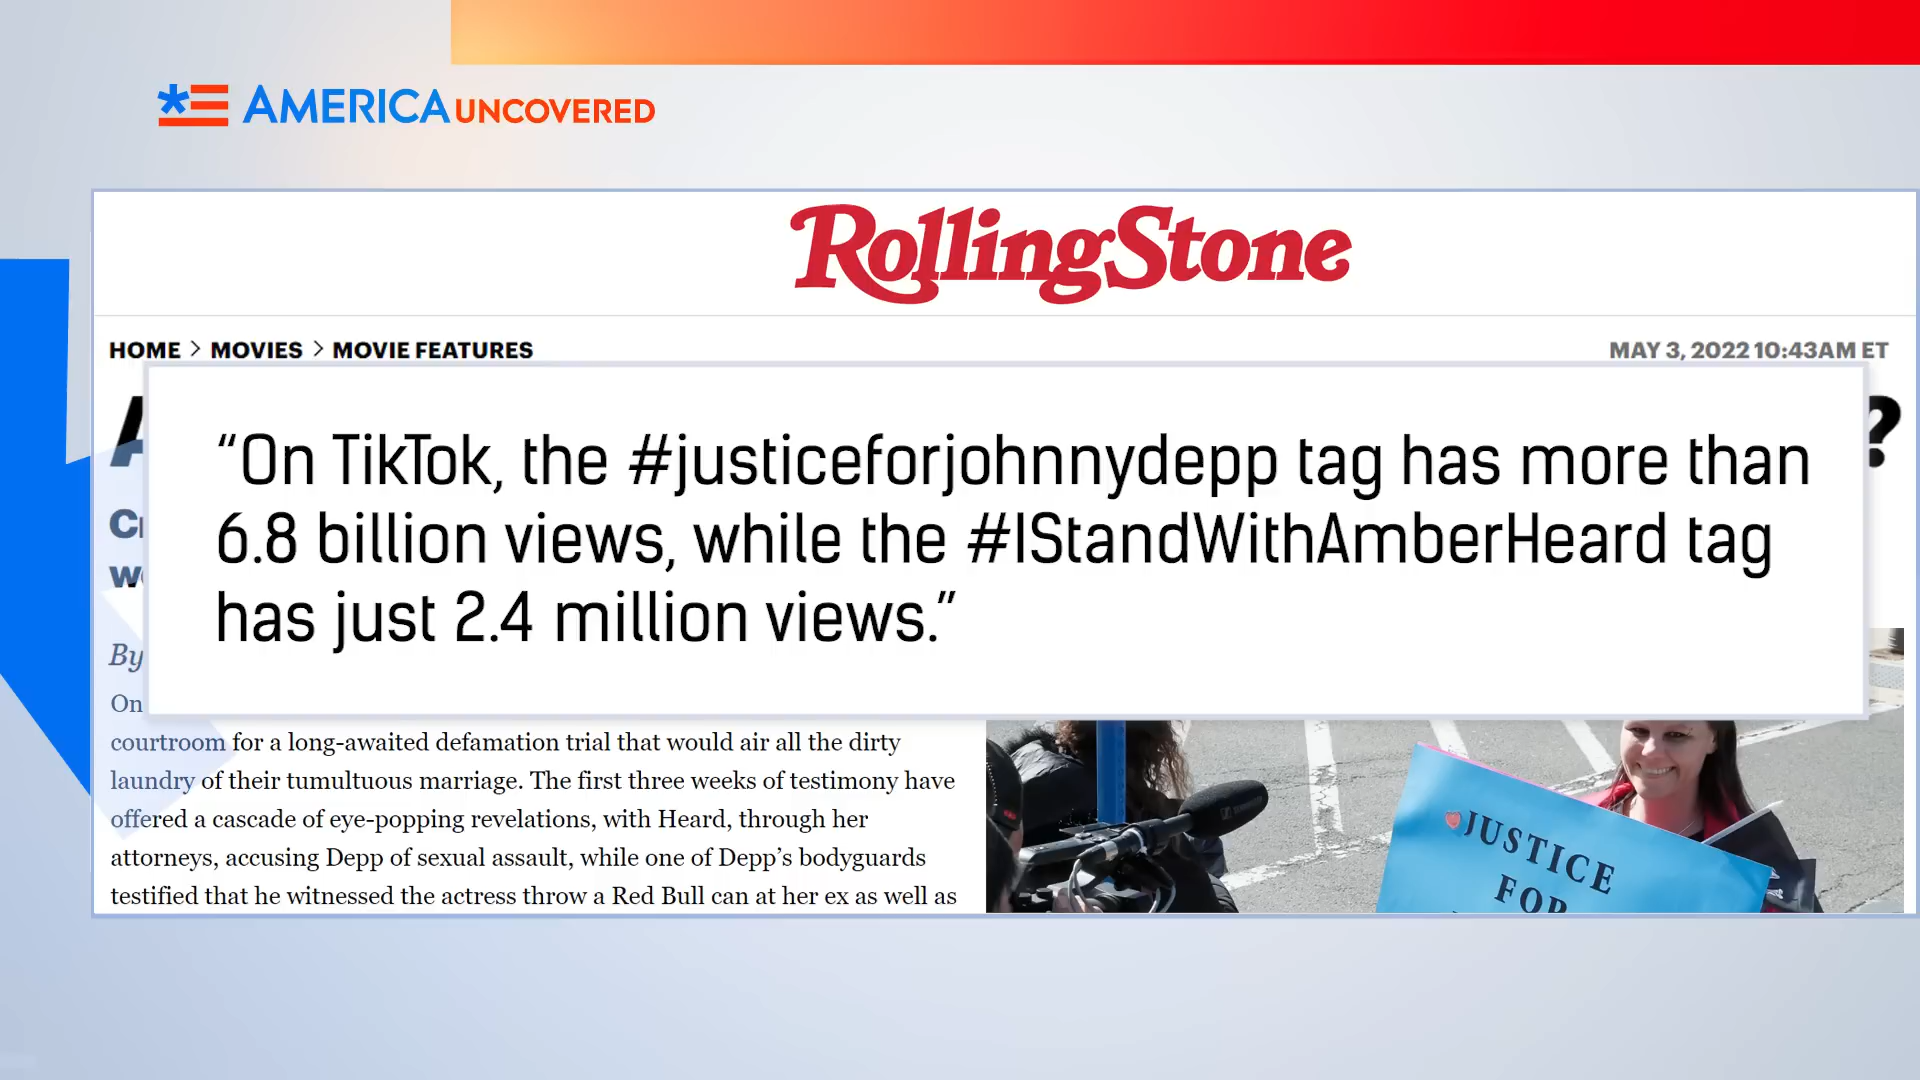 AMERICA UNCOVERED
RollingStone
HOME > MOVIES > MOVIE FEATURES
MAY 3, 2022 10:43AM ET
?
“On TikTok, the #justiceforjohnnydepp tag has more than
6.8 billion views, while the #IStandWithAmberHeard tag
has just 2.4 million views.”
By
On
courtroom for a long-awaited defamation trial that would air all the dirty
laundry of their tumultuous marriage. The first three weeks of testimony have
offered a cascade of eye-popping revelations, with Heard, through her
attorneys, accusing Depp of sexual assault, while one of Depp’s bodyguards
testified that he witnessed the actress throw a Red Bull can at her ex as well as
JUSTICE
FOR